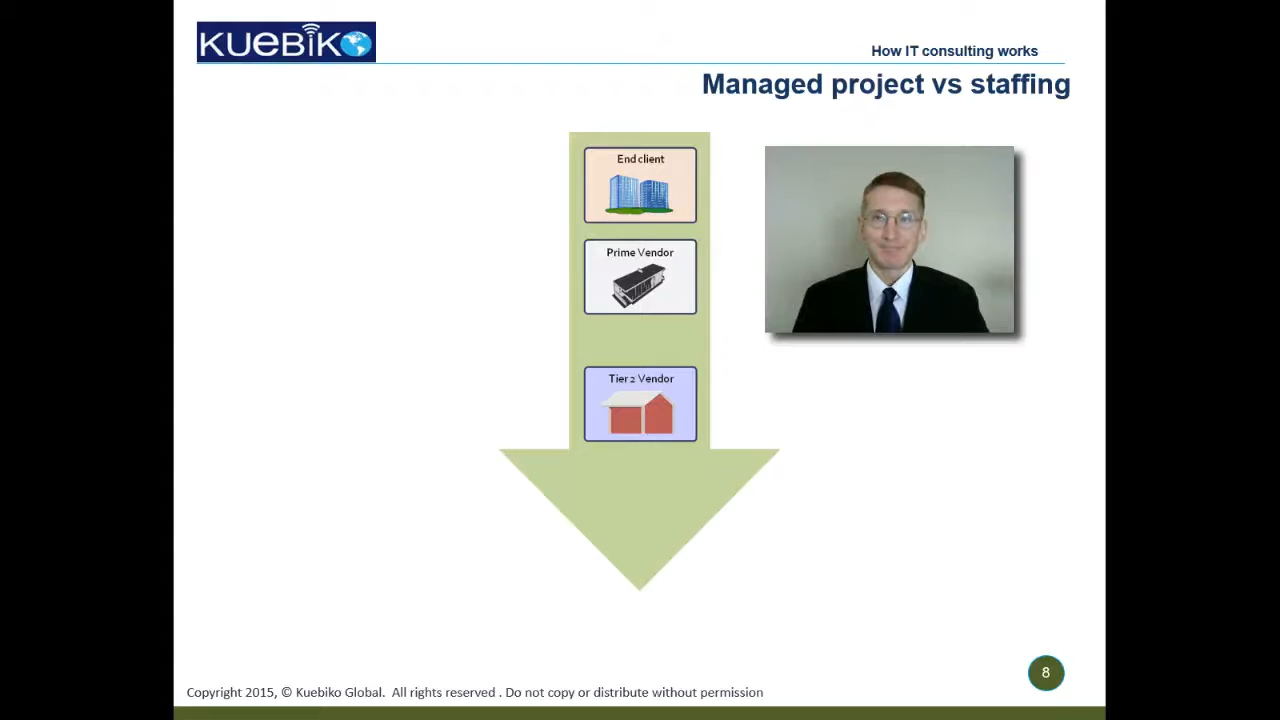 KUEBIKO
How IT consulting works
Managed project vs staffing
End client
Prime Vendor
Tier 2 Vendor
8
Copyright 2015, © Kuebiko Global. All rights reserved . Do not copy or distribute without permission